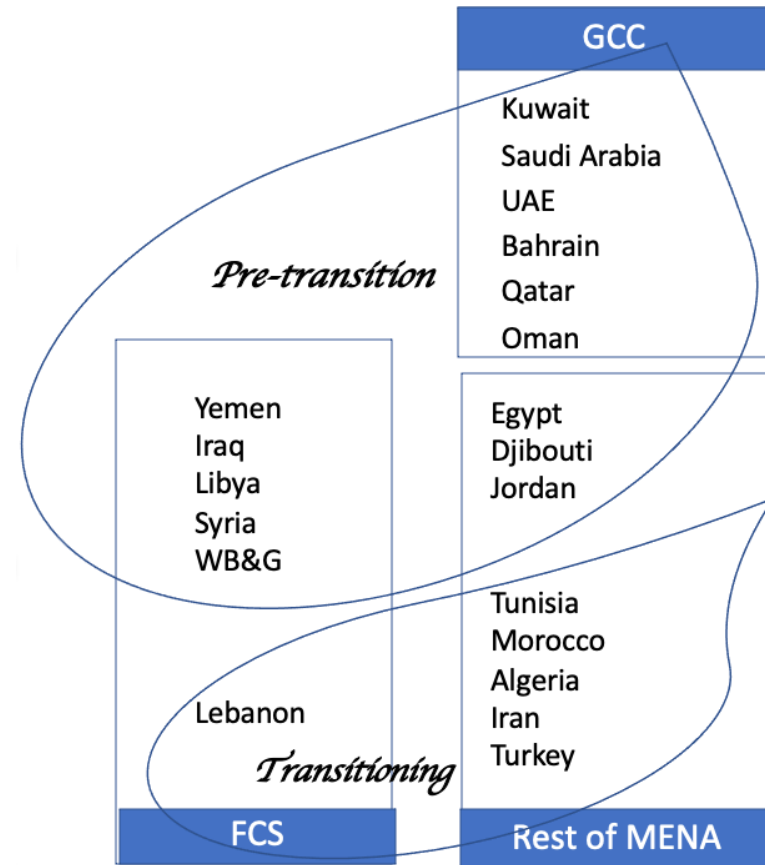 GCC
Kuwait
Saudi Arabia
UAE
Bahrain
Qatar
Oman
Pre-transition
Yemen
Iraq
Libya
Syria
WB&G
Egypt
Djibouti
Jordan
Lebanon
Tunisia
Morocco
Algeria
Iran
Turkey
Transitioning
FCS
Rest of MENA